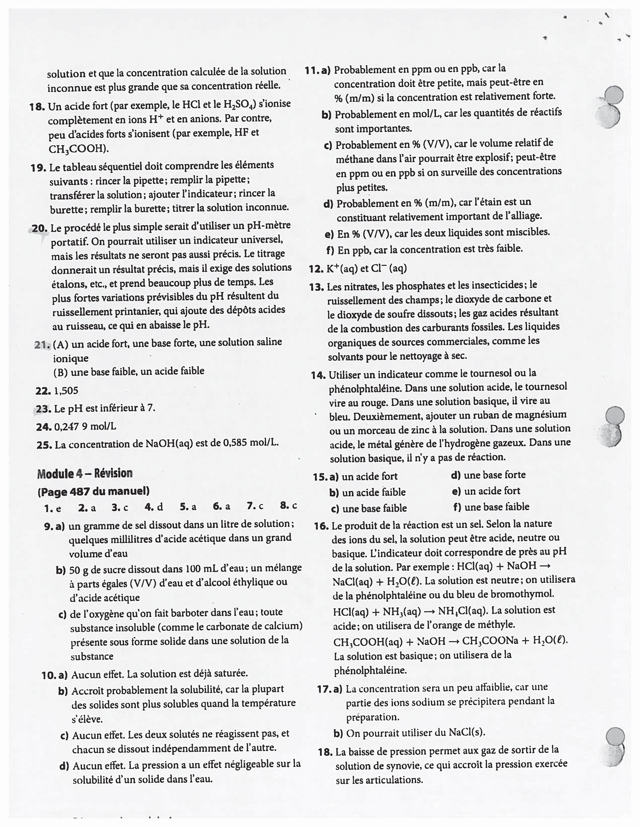 solution et que la concentration calculée de la solution
inconnue est plus grande que sa concentration réelle.
18. Un acide fort (par exemple, le HCl et le H₂SO₄) s'ionise
complètement en ions H⁺ et en anions. Par contre,
peu d'acides forts s'ionisent (par exemple, HF et
CH₃COOH).
19. Le tableau séquentiel doit comprendre les éléments
suivants : rincer la pipette; remplir la pipette;
transférer la solution; ajouter l'indicateur; rincer la
burette; remplir la burette; titrer la solution inconnue.
20. Le procédé le plus simple serait d'utiliser un pH-mètre
portatif. On pourrait utiliser un indicateur universel,
mais les résultats ne seront pas aussi précis. Le titrage
donnerait un résultat précis, mais il exige des solutions
étalons, etc., et prend beaucoup plus de temps. Les
plus fortes variations prévisibles du pH résultent du
ruissellement printanier, qui ajoute des dépôts acides
au ruisseau, ce qui en abaisse le pH.
21. (A) un acide fort, une base forte, une solution saline
ionique
(B) une base faible, un acide faible
22. 1,505
23. Le pH est inférieur à 7.
24. 0,247 9 mol/L
25. La concentration de NaOH(aq) est de 0,585 mol/L.
Module 4 – Révision
(Page 487 du manuel)
1. e 2. a 3. c 4. d 5. a 6. a 7. c 8. c
9. a) un gramme de sel dissout dans un litre de solution;
quelques millilitres d'acide acétique dans un grand
volume d'eau
b) 50 g de sucre dissout dans 100 mL d'eau; un mélange
à parts égales (V/V) d'eau et d'alcool éthylique ou
d'acide acétique
c) de l'oxygène qu'on fait barboter dans l'eau; toute
substance insoluble (comme le carbonate de calcium)
présente sous forme solide dans une solution de la
substance
10. a) Aucun effet. La solution est déjà saturée.
b) Accroît probablement la solubilité, car la plupart
des solides sont plus solubles quand la température
s'élève.
c) Aucun effet. Les deux solutés ne réagissent pas, et
chacun se dissout indépendamment de l'autre.
d) Aucun effet. La pression a un effet négligeable sur la
solubilité d'un solide dans l'eau.
11. a) Probablement en ppm ou en ppb, car la
concentration doit être petite, mais peut-être en
% (m/m) si la concentration est relativement forte.
b) Probablement en mol/L, car les quantités de réactifs
sont importantes.
c) Probablement en % (V/V), car le volume relatif de
méthane dans l'air pourrait être explosif; peut-être
en ppm ou en ppb si on surveille des concentrations
plus petites.
d) Probablement en % (m/m), car l'étain est un
constituant relativement important de l'alliage.
e) En % (V/V), car les deux liquides sont miscibles.
f) En ppb, car la concentration est très faible.
12. K⁺(aq) et Cl⁻ (aq)
13. Les nitrates, les phosphates et les insecticides; le
ruissellement des champs; le dioxyde de carbone et
le dioxyde de soufre dissouts; les gaz acides résultant
de la combustion des carburants fossiles. Les liquides
organiques de sources commerciales, comme les
solvants pour le nettoyage à sec.
14. Utiliser un indicateur comme le tournesol ou la
phénolphtaléine. Dans une solution acide, le tournesol
vire au rouge. Dans une solution basique, il vire au
bleu. Deuxièmement, ajouter un ruban de magnésium
ou un morceau de zinc à la solution. Dans une solution
acide, le métal génère de l'hydrogène gazeux. Dans une
solution basique, il n'y a pas de réaction.
15. a) un acide fort d) une base forte
b) un acide faible e) un acide fort
c) une base faible f) une base faible
16. Le produit de la réaction est un sel. Selon la nature
des ions du sel, la solution peut être acide, neutre ou
basique. L'indicateur doit correspondre de près au pH
de la solution. Par exemple : HCl(aq) + NaOH →
NaCl(aq) + H₂O(ℓ). La solution est neutre; on utilisera
de la phénolphtaléine ou du bleu de bromothymol.
HCl(aq) + NH₃(aq) → NH₄Cl(aq). La solution est
acide; on utilisera de l'orange de méthyle.
CH₃COOH(aq) + NaOH → CH₃COONa + H₂O(ℓ).
La solution est basique; on utilisera de la
phénolphtaléine.
17. a) La concentration sera un peu affaiblie, car une
partie des ions sodium se précipitera pendant la
préparation.
b) On pourrait utiliser du NaCl(s).
18. La baisse de pression permet aux gaz de sortir de la
solution de synovie, ce qui accroît la pression exercée
sur les articulations.